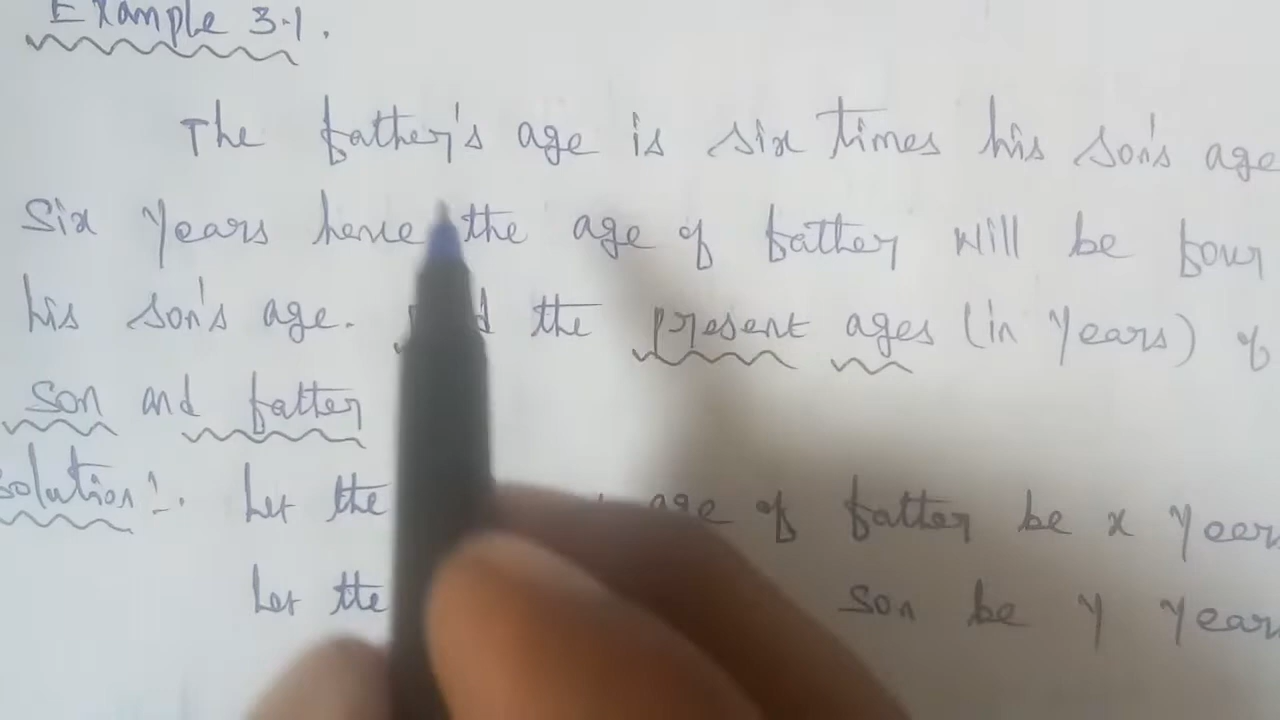 Example 3.1.
The father's age is six times his son's age
Six years hence the age of father will be four
his son's age. the present ages (in years) of
son and father
solution:. Let the age of father be x year
Let the son be y year